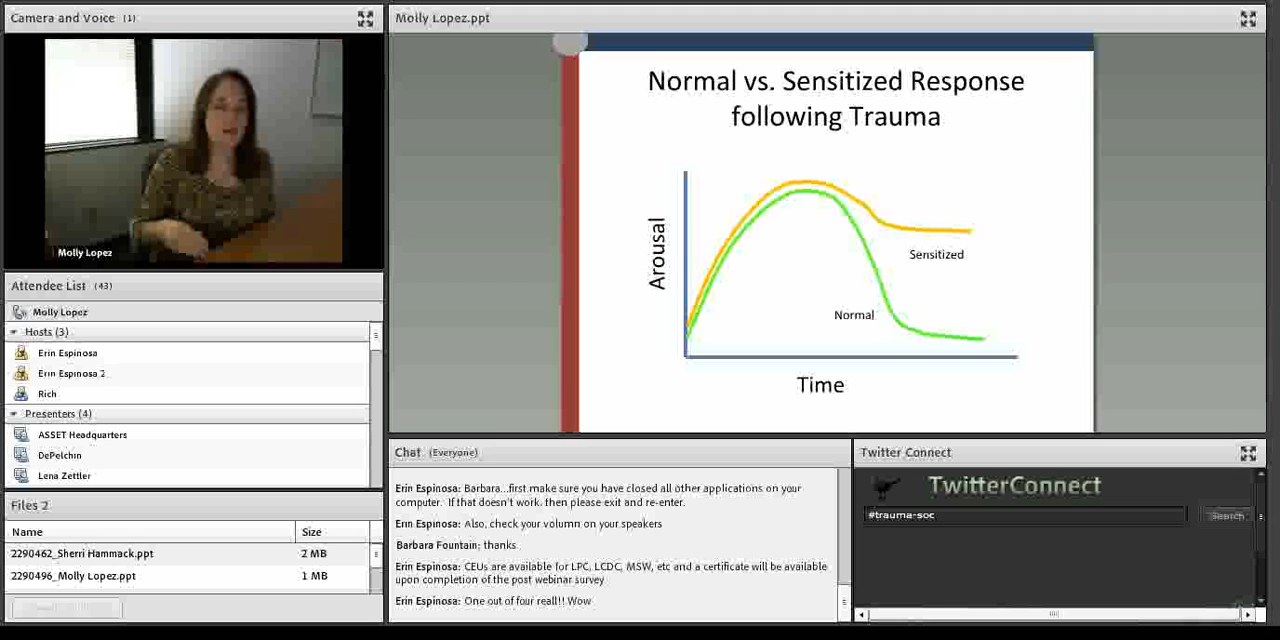 Camera and Voice (1)
Molly Lopez
Attendee List (43)
Molly Lopez
Hosts (3)
Erin Espinosa
Erin Espinosa 2
Rich
Presenters (4)
ASSET Headquarters
DePelchin
Lena Zettler
Files 2
Name Size
2290462_Sherri Hammack.ppt 2 MB
2290496_Molly Lopez.ppt 1 MB
Molly Lopez.ppt
Normal vs. Sensitized Response
following Trauma
Arousal
Sensitized
Normal
Time
Chat (Everyone)
Erin Espinosa: Barbara...first make sure you have closed all other applications on your
computer. If that doesn't work, then please exit and re-enter.
Erin Espinosa: Also, check your volumn on your speakers
Barbara Fountain: thanks.
Erin Espinosa: CEUs are available for LPC, LCDC, MSW, etc and a certificate will be available
upon completion of the post webinar survey
Erin Espinosa: One out of four reall!! Wow
Twitter Connect
TwitterConnect
#trauma-soc
Search